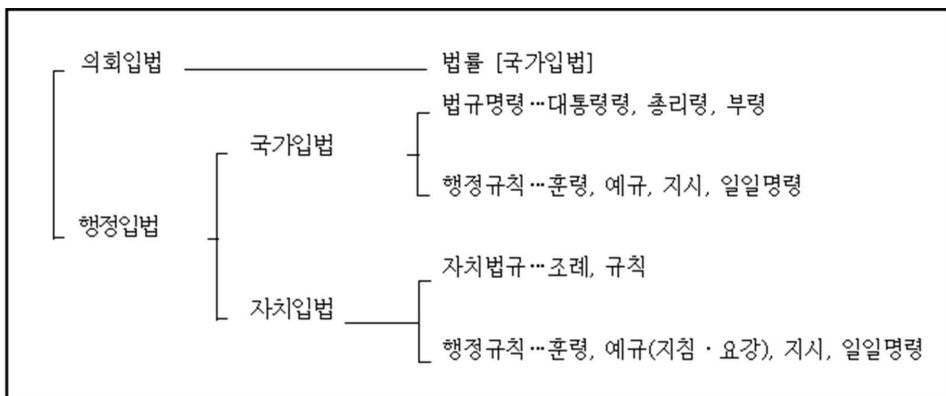 의회입법 법률 [국가입법]
법규명령…대통령령, 총리령, 부령
국가입법
행정규칙…훈령, 예규, 지시, 일일명령
행정입법
자치법규…조례, 규칙
자치입법
행정규칙…훈령, 예규(지침ㆍ요강), 지시, 일일명령